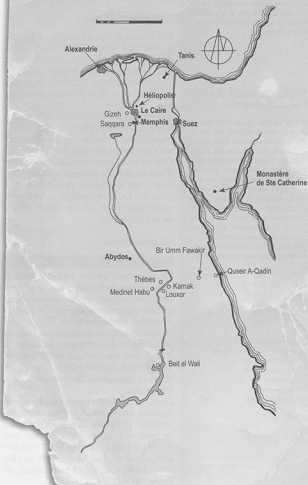 Alexandrie
Tanis
Héliopolis
Gizeh
Le Caire
Saqqara
Memphis
Suez
Monastère
de Ste Catherine
Abydos
Bir Umm Fawakir
Quseir A-Qadin
Thèbes
Karnak
Medinet Habu
Louxor
Beit el Wali